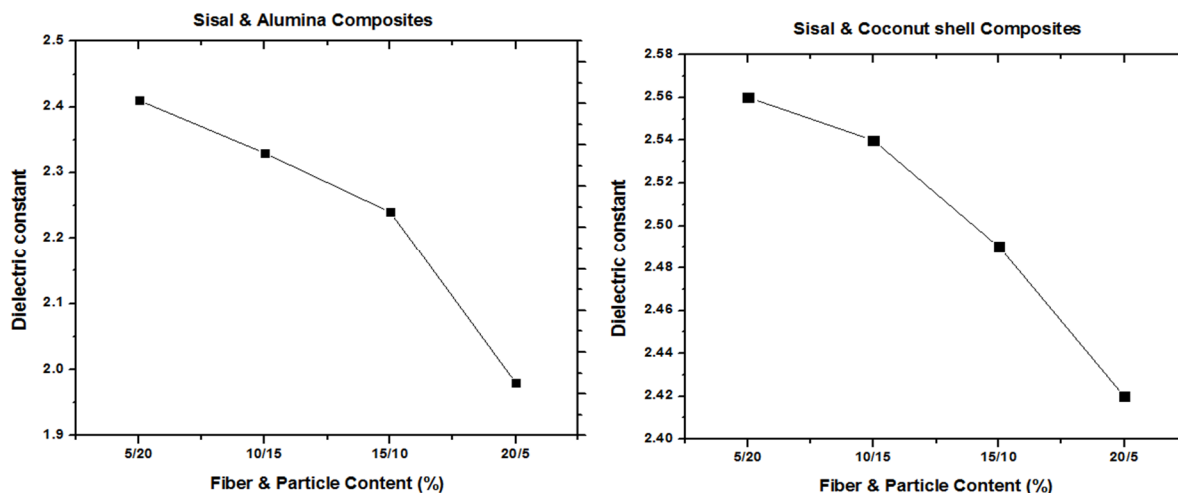 Sisal & Alumina Composites
2.5
2.4
2.3
2.2
2.1
2.0
1.9
Dielectric constant
5/20 10/15 15/10 20/5
Fiber & Particle Content (%)
Sisal & Coconut shell Composites
2.58
2.56
2.54
2.52
2.50
2.48
2.46
2.44
2.42
2.40
Dielectric constant
5/20 10/15 15/10 20/5
Fiber & Particle Content (%)